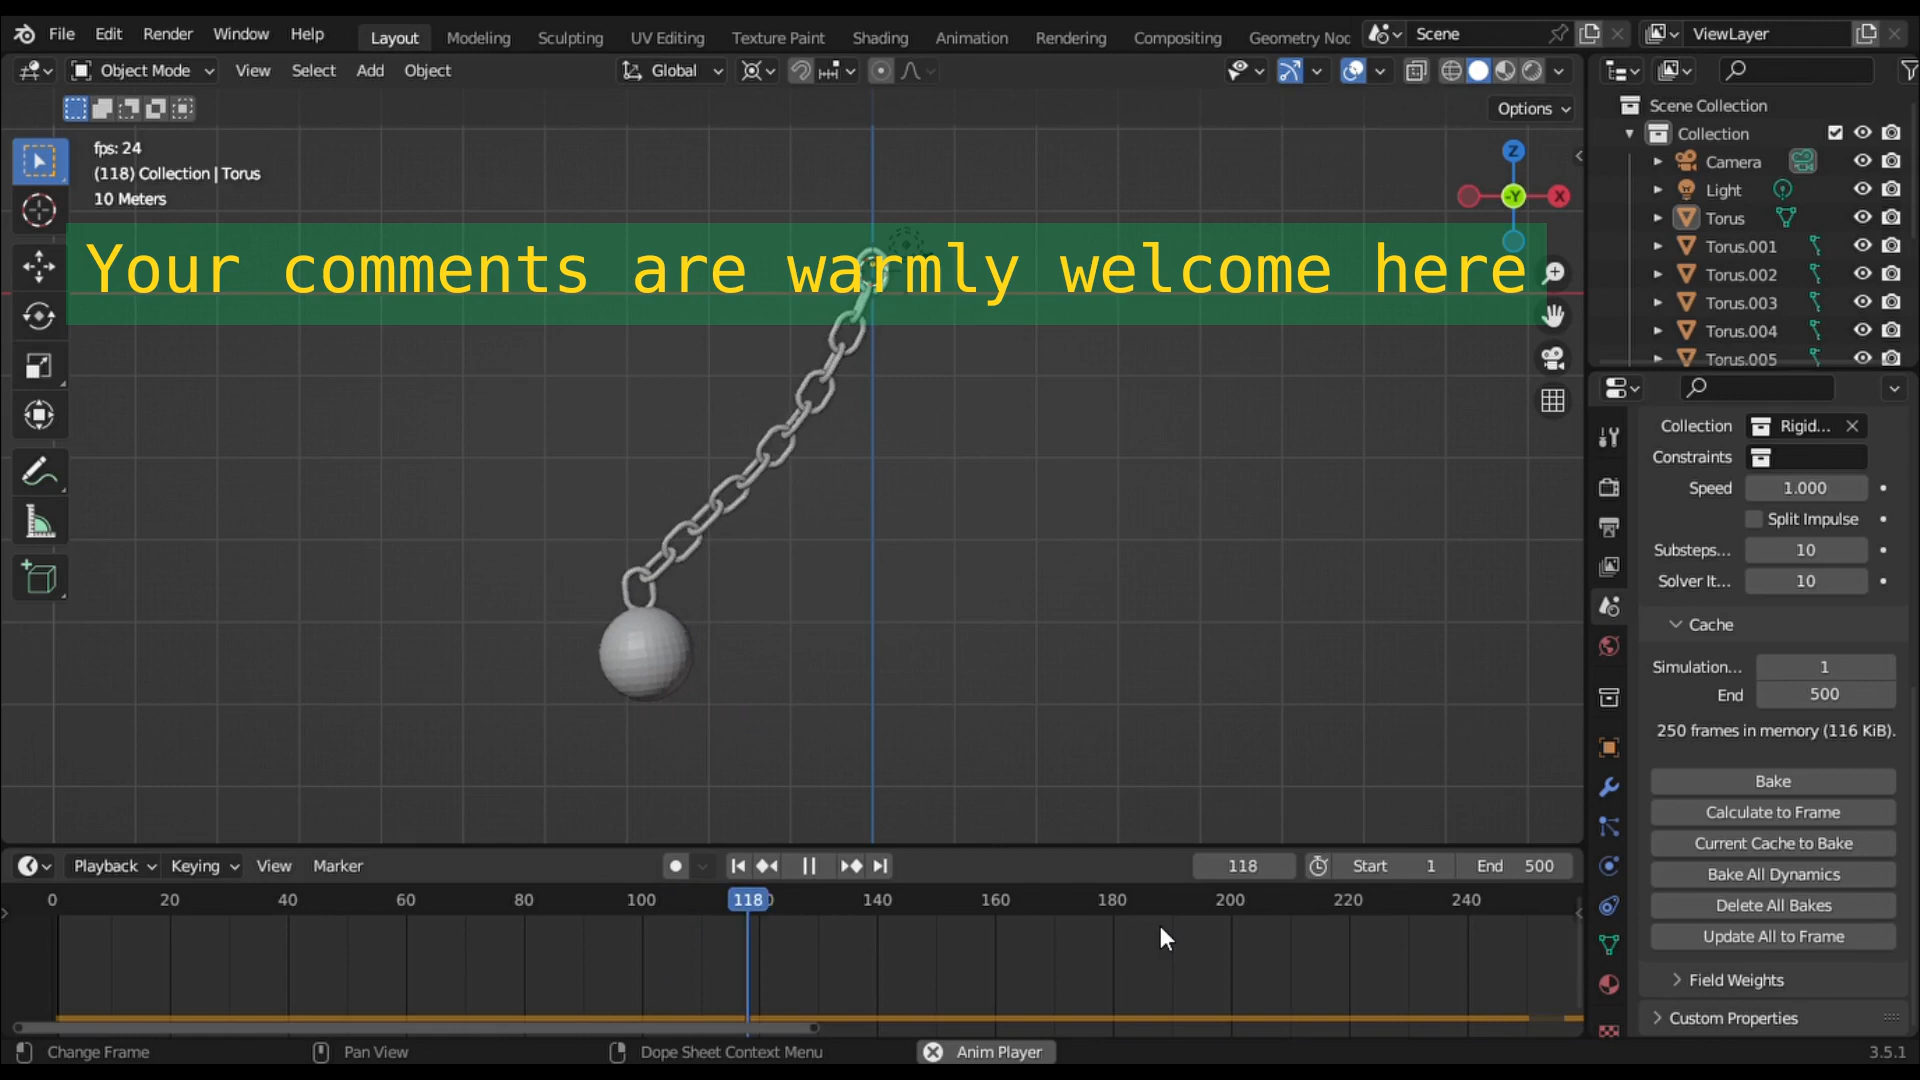 File Edit Render Window Help Layout Modeling Sculpting UV Editing Texture Paint Shading Animation Rendering Compositing Geometry Noc Scene ViewLayer
Object Mode View Select Add Object Global
Options
Scene Collection
Collection
Camera
Light
Torus
Torus.001
Torus.002
Torus.003
Torus.004
Torus.005
fps: 24
(118) Collection | Torus
10 Meters
Z
-Y
X
Your comments are warmly welcome here
Collection Rigid...
Constraints
Speed 1.000
Split Impulse
Substeps... 10
Solver It... 10
Cache
Simulation... 1
End 500
250 frames in memory (116 KiB).
Bake
Calculate to Frame
Current Cache to Bake
Bake All Dynamics
Delete All Bakes
Update All to Frame
Field Weights
Custom Properties
Playback Keying View Marker 118 Start 1 End 500
0 20 40 60 80 100 118 140 160 180 200 220 240
Change Frame Pan View Dope Sheet Context Menu Anim Player 3.5.1